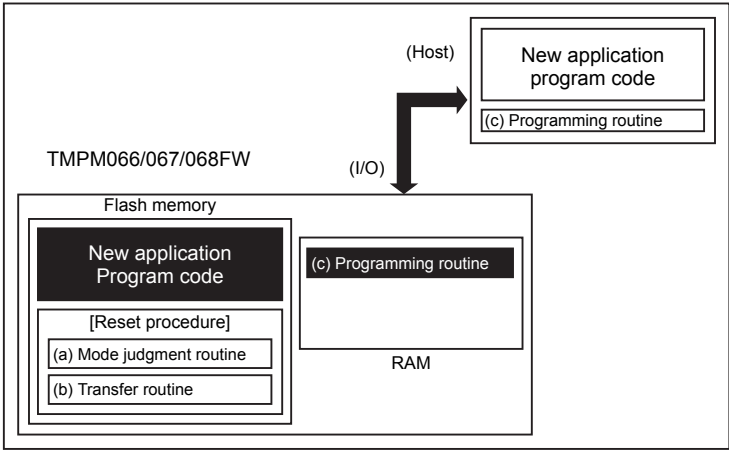 (Host)
New application
program code
(c) Programming routine
TMPM066/067/068FW
(I/O)
Flash memory
New application
Program code
(c) Programming routine
[Reset procedure]
(a) Mode judgment routine
(b) Transfer routine
RAM